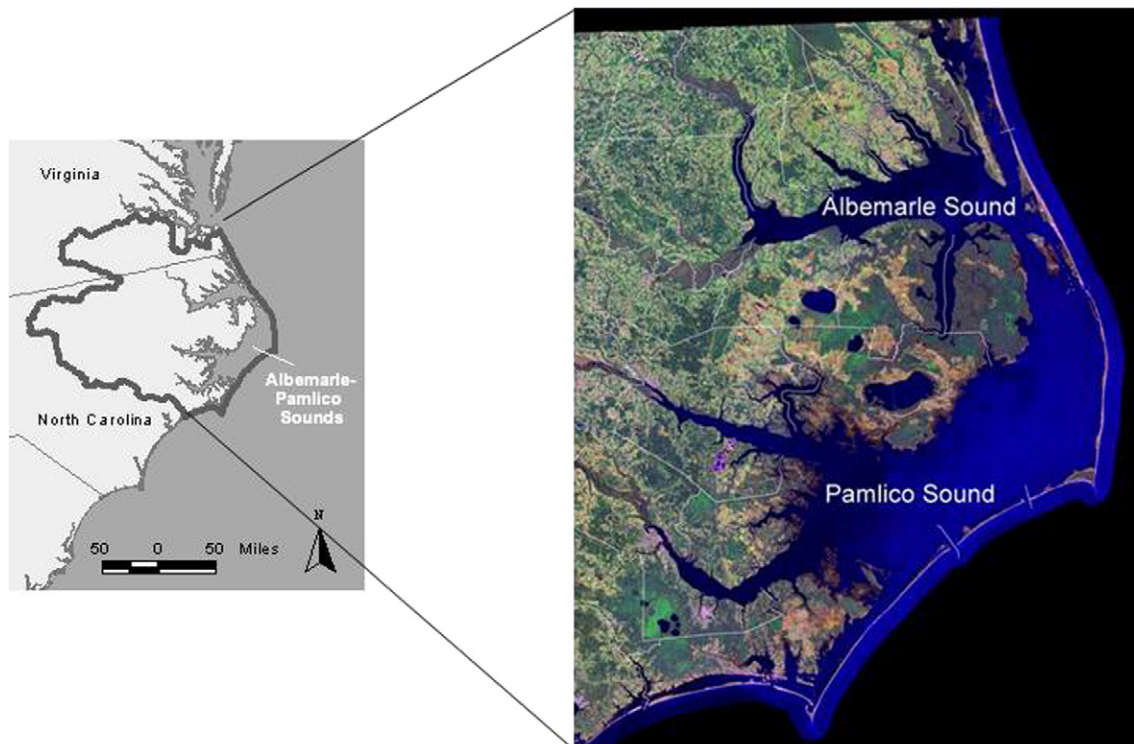 Virginia
Albemarle-
Pamlico
Sounds
North Carolina
N
50 0 50 Miles
Albemarle Sound
Pamlico Sound